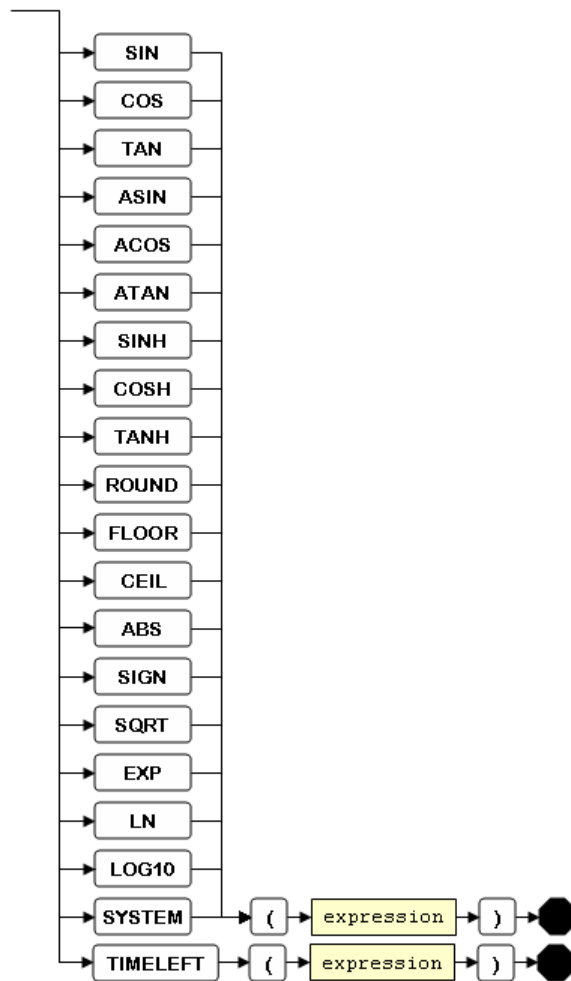 SIN
COS
TAN
ASIN
ACOS
ATAN
SINH
COSH
TANH
ROUND
FLOOR
CEIL
ABS
SIGN
SQRT
EXP
LN
LOG10
SYSTEM ( expression )
TIMELEFT ( expression )